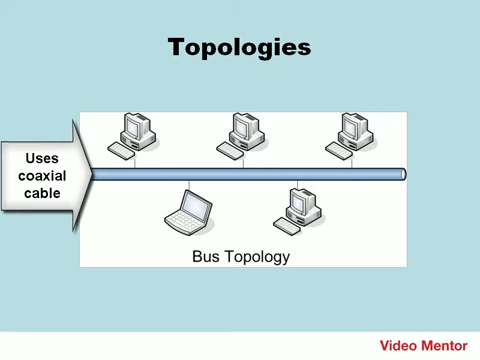 Topologies
Uses
coaxial
cable
Bus Topology
Video Mentor